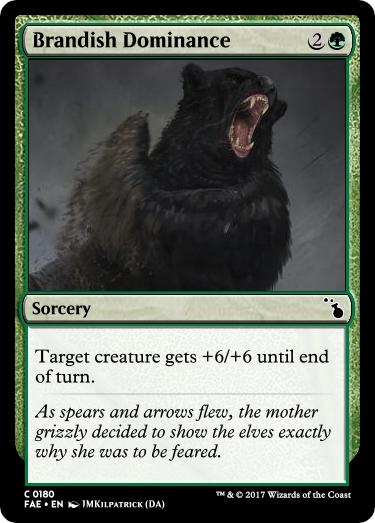 Brandish Dominance 2
Sorcery
Target creature gets +6/+6 until end
of turn.
As spears and arrows flew, the mother
grizzly decided to show the elves exactly
why she was to be feared.
C 0180
FAE • EN JMKILPATRICK (DA)
™ & © 2017 Wizards of the Coast